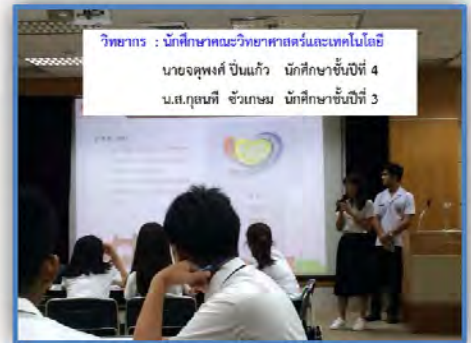 วิทยากร : นักศึกษาคณะวิทยาศาสตร์และเทคโนโลยี
นายจตุพงศ์ ปิ่นแก้ว นักศึกษาชั้นปีที่ 4
น.ส.กุลนที ชัวเกษม นักศึกษาชั้นปีที่ 3